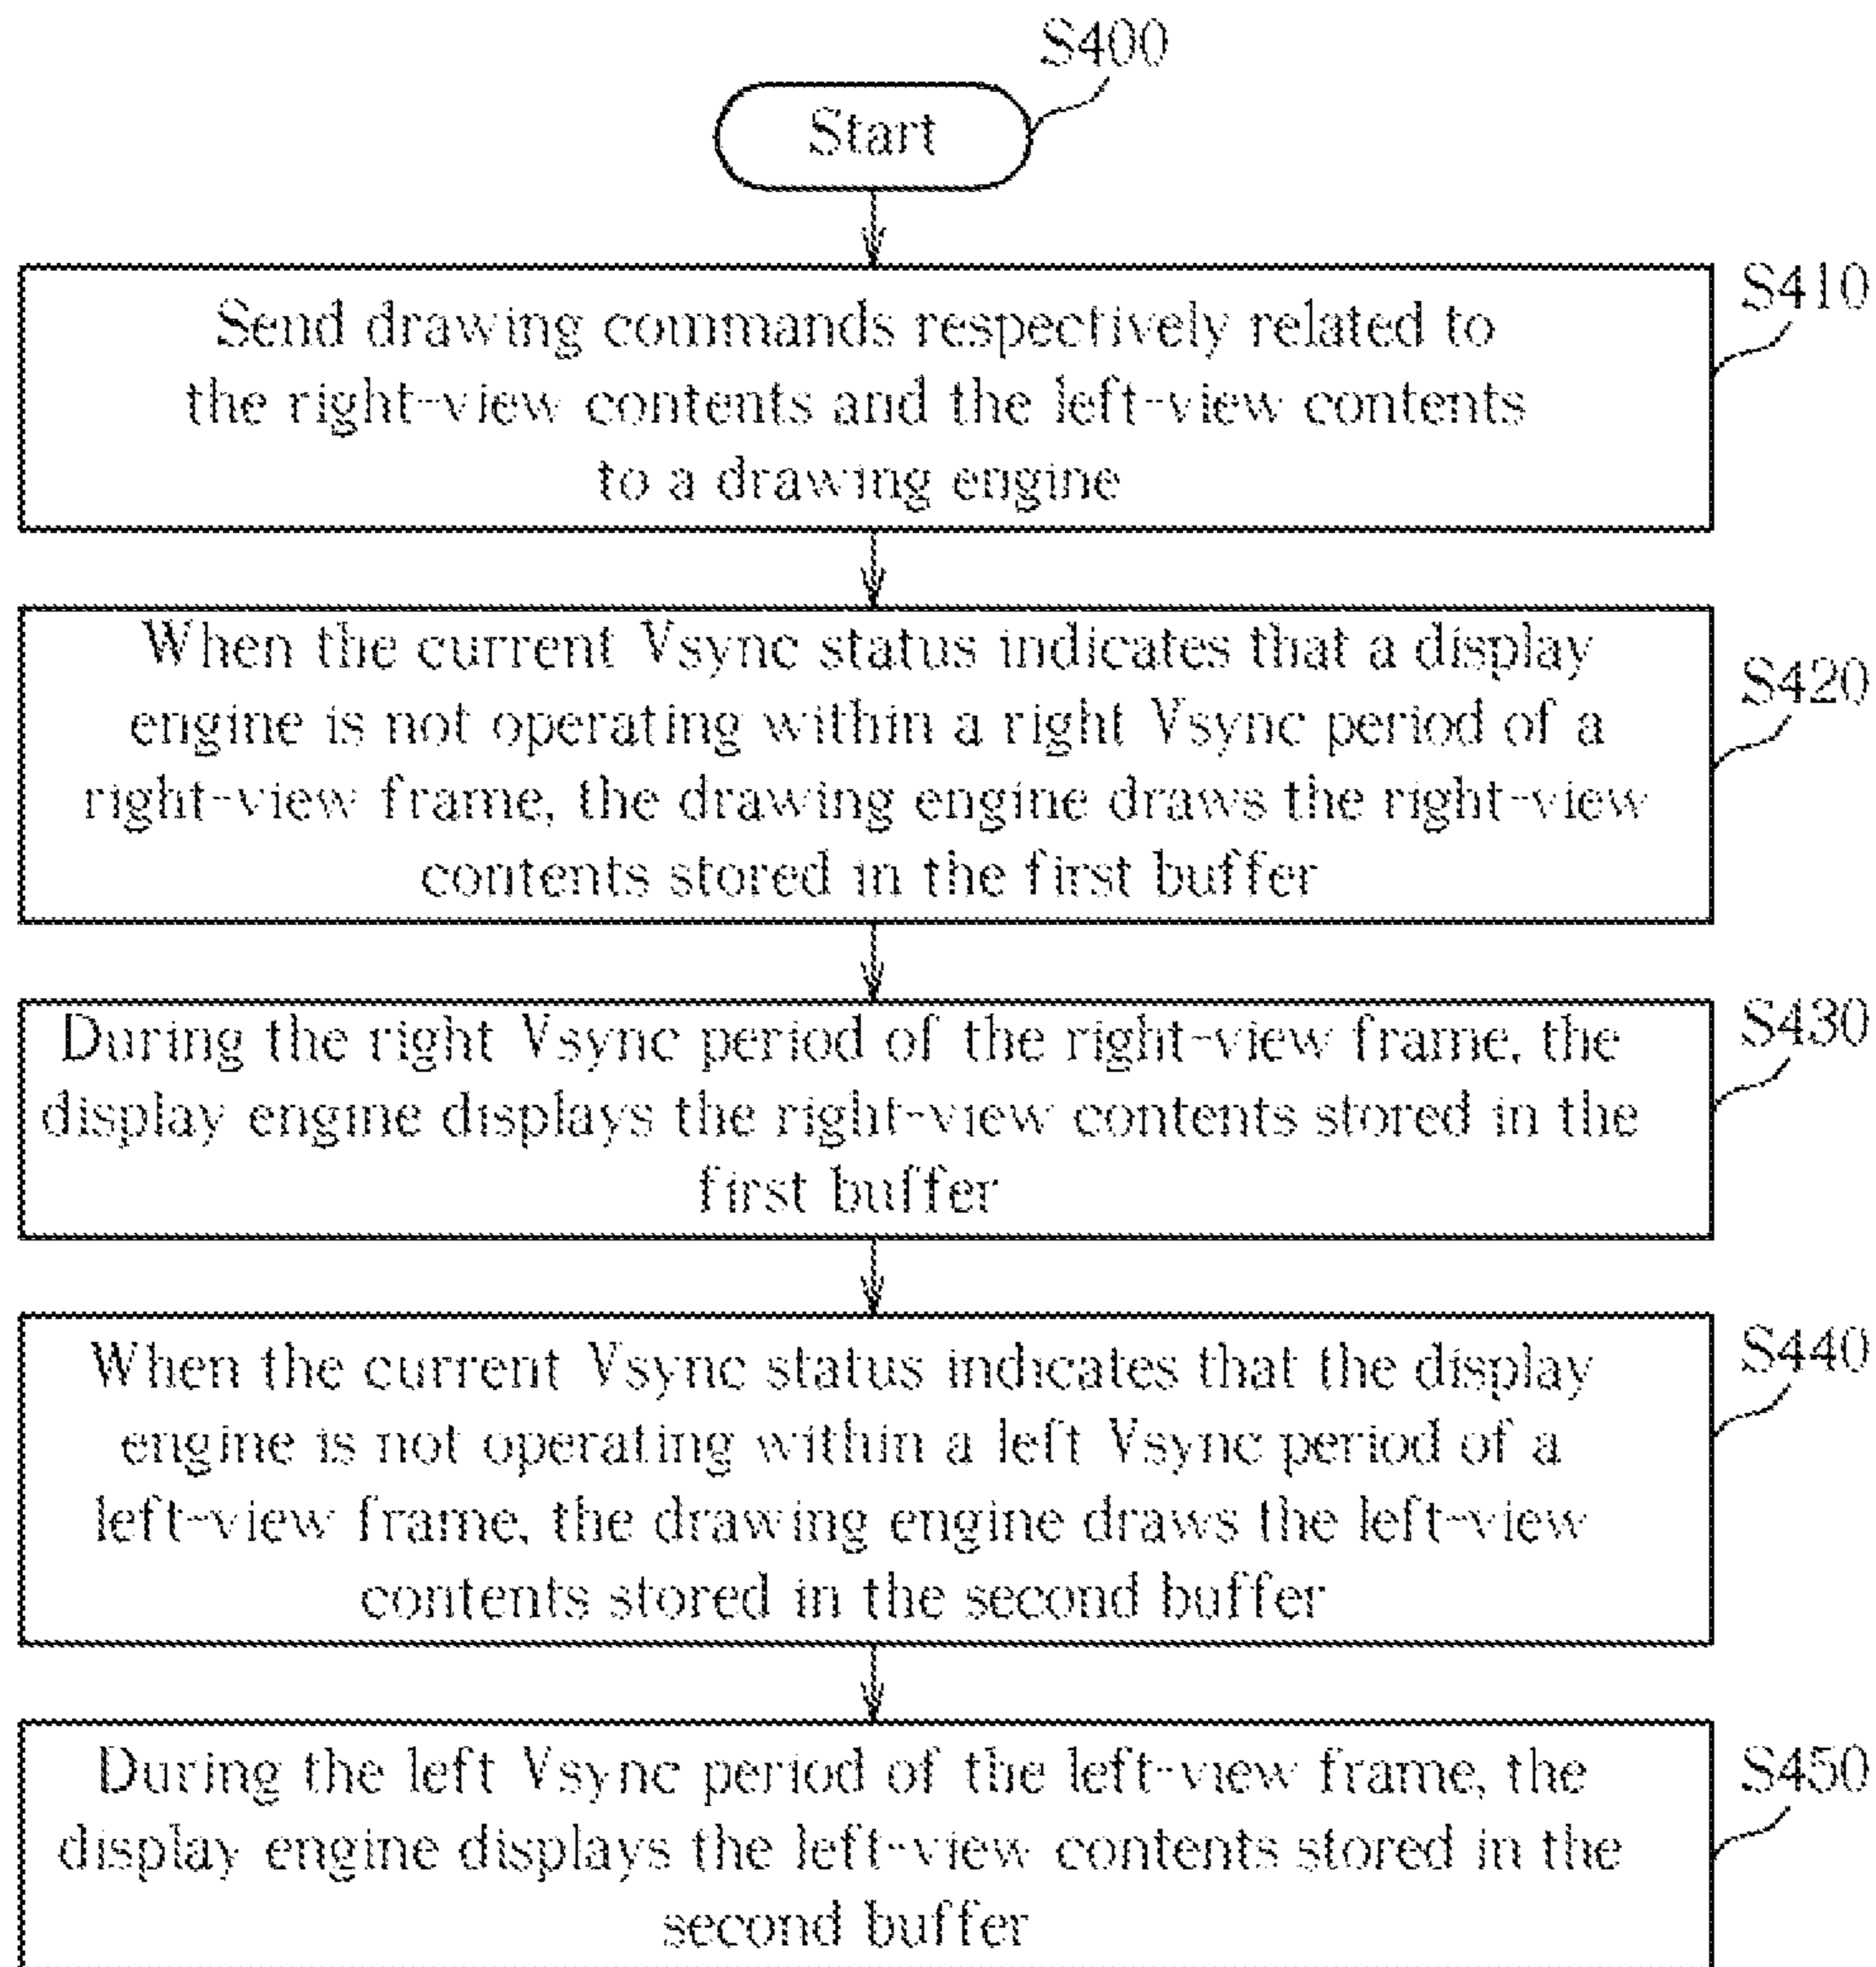 S400
Start
S410
Send drawing commands respectively related to
the right-view contents and the left-view contents
to a drawing engine
S420
When the current Vsync status indicates that a display
engine is not operating within a right Vsync period of a
right-view frame, the drawing engine draws the right-view
contents stored in the first buffer
S430
During the right Vsync period of the right-view frame, the
display engine displays the right-view contents stored in the
first buffer
S440
When the current Vsync status indicates that the display
engine is not operating within a left Vsync period of a
left-view frame, the drawing engine draws the left-view
contents stored in the second buffer
S450
During the left Vsync period of the left-view frame, the
display engine displays the left-view contents stored in the
second buffer